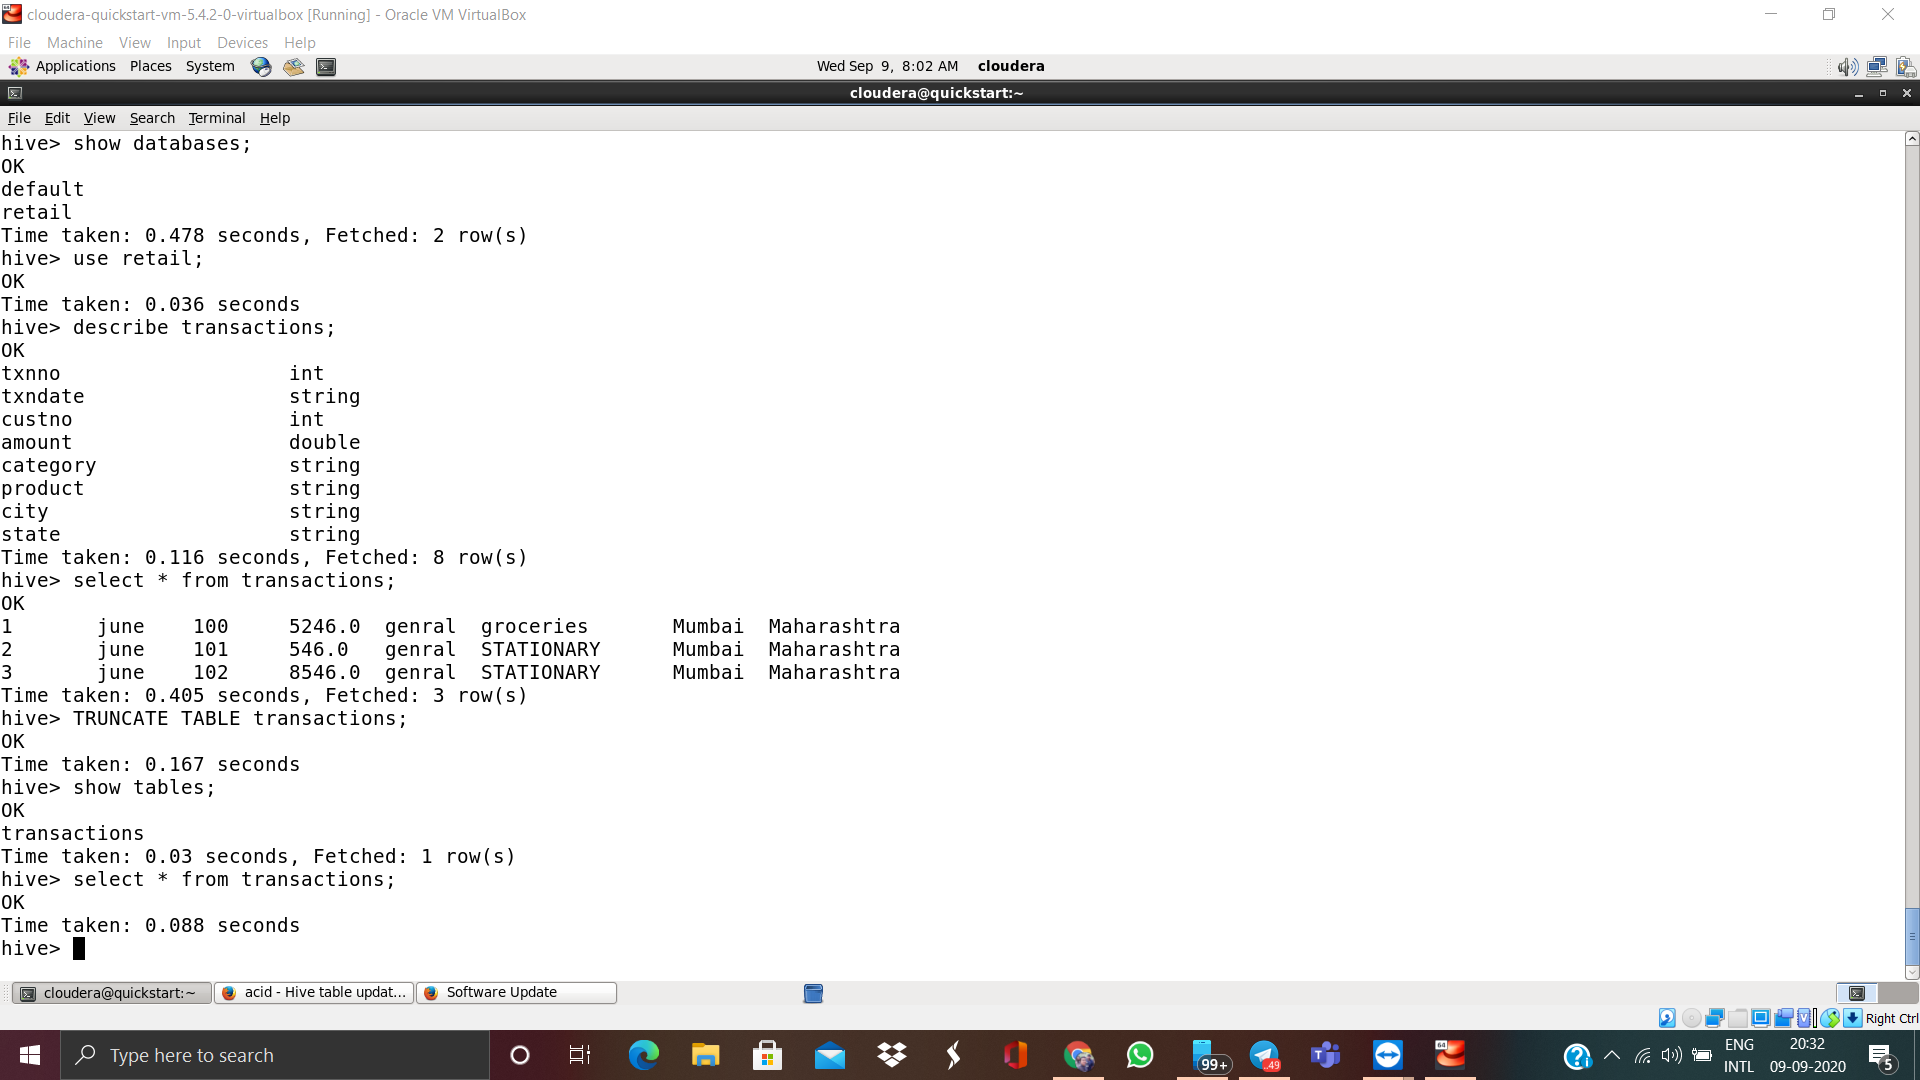 cloudera-quickstart-vm-5.4.2-0-virtualbox [Running] - Oracle VM VirtualBox
File Machine View Input Devices Help
Applications Places System Wed Sep 9, 8:02 AM cloudera
cloudera@quickstart:~
File Edit View Search Terminal Help
hive> show databases;
OK
default
retail
Time taken: 0.478 seconds, Fetched: 2 row(s)
hive> use retail;
OK
Time taken: 0.036 seconds
hive> describe transactions;
OK
txnno int
txndate string
custno int
amount double
category string
product string
city string
state string
Time taken: 0.116 seconds, Fetched: 8 row(s)
hive> select * from transactions;
OK
1 june 100 5246.0 genral groceries Mumbai Maharashtra
2 june 101 546.0 genral STATIONARY Mumbai Maharashtra
3 june 102 8546.0 genral STATIONARY Mumbai Maharashtra
Time taken: 0.405 seconds, Fetched: 3 row(s)
hive> TRUNCATE TABLE transactions;
OK
Time taken: 0.167 seconds
hive> show tables;
OK
transactions
Time taken: 0.03 seconds, Fetched: 1 row(s)
hive> select * from transactions;
OK
Time taken: 0.088 seconds
hive>
cloudera@quickstart:~ acid - Hive table updat... Software Update
Right Ctrl
Type here to search 99+ 49 64 ENG 20:32
INTL 09-09-2020 5